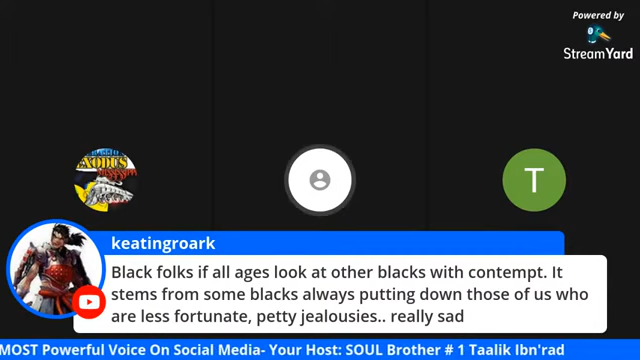 Powered by
StreamYard
EXODUS
MISSISSIPPI
T
keatingroark
Black folks if all ages look at other blacks with contempt. It
stems from some blacks always putting down those of us who
are less fortunate, petty jealousies.. really sad
MOST Powerful Voice On Social Media- Your Host: SOUL Brother # 1 Taalik Ibn'rad